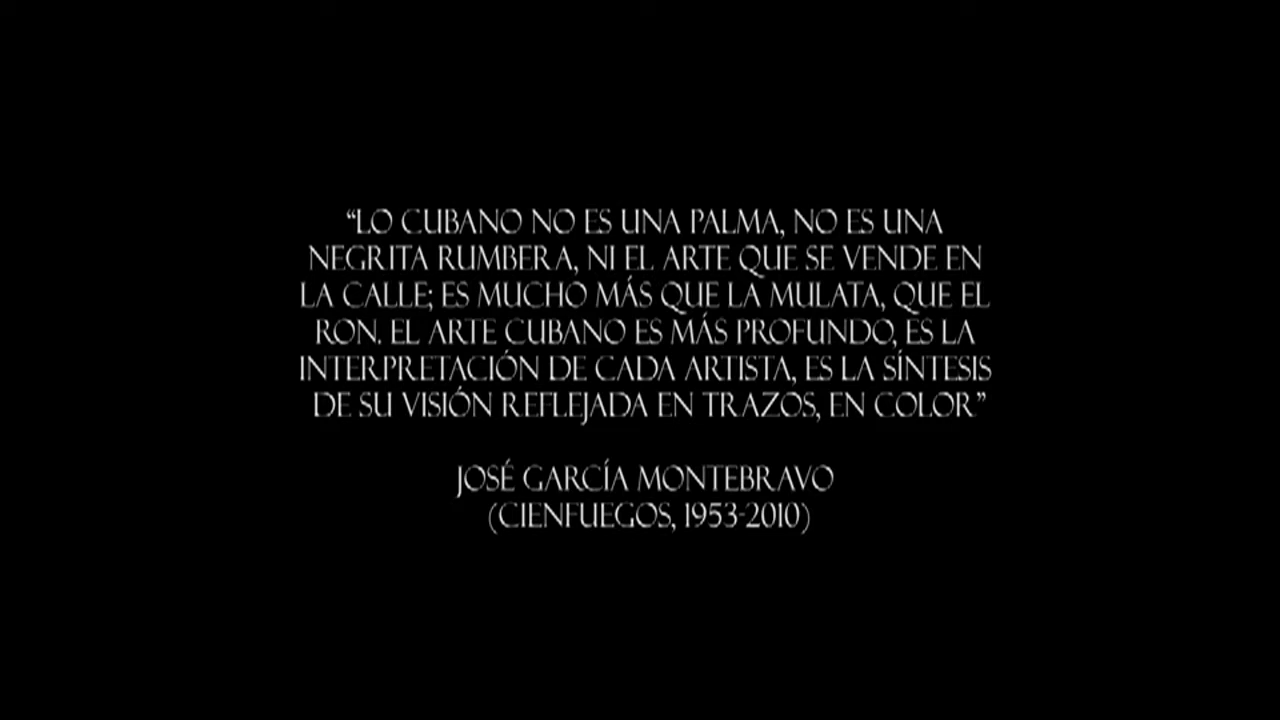 “LO CUBANO NO ES UNA PALMA, NO ES UNA
NEGRITA RUMBERA, NI EL ARTE QUE SE VENDE EN
LA CALLE; ES MUCHO MÁS QUE LA MULATA, QUE EL
RON. EL ARTE CUBANO ES MÁS PROFUNDO, ES LA
INTERPRETACIÓN DE CADA ARTISTA, ES LA SÍNTESIS
DE SU VISIÓN REFLEJADA EN TRAZOS, EN COLOR”
JOSÉ GARCÍA MONTEBRAVO
(CIENFUEGOS, 1953-2010)